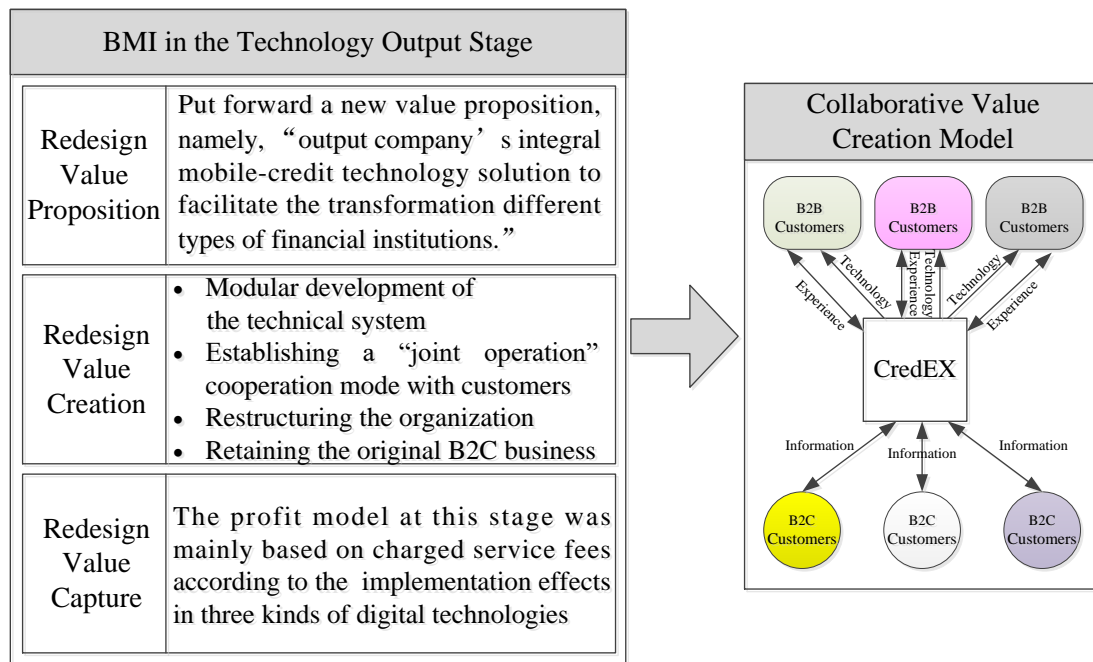 BMI in the Technology Output Stage
Redesign
Value
Proposition
Put forward a new value proposition,
namely, “output company’s integral
mobile-credit technology solution to
facilitate the transformation different
types of financial institutions.”
Redesign
Value
Creation
• Modular development of
the technical system
• Establishing a “joint operation”
cooperation mode with customers
• Restructuring the organization
• Retaining the original B2C business
Redesign
Value
Capture
The profit model at this stage was
mainly based on charged service fees
according to the implementation effects
in three kinds of digital technologies
Collaborative Value
Creation Model
B2B
Customers
B2B
Customers
B2B
Customers
Technology
Experience
Experience
Technology
Technology
Experience
CredEX
Information
Information
Information
B2C
Customers
B2C
Customers
B2C
Customers